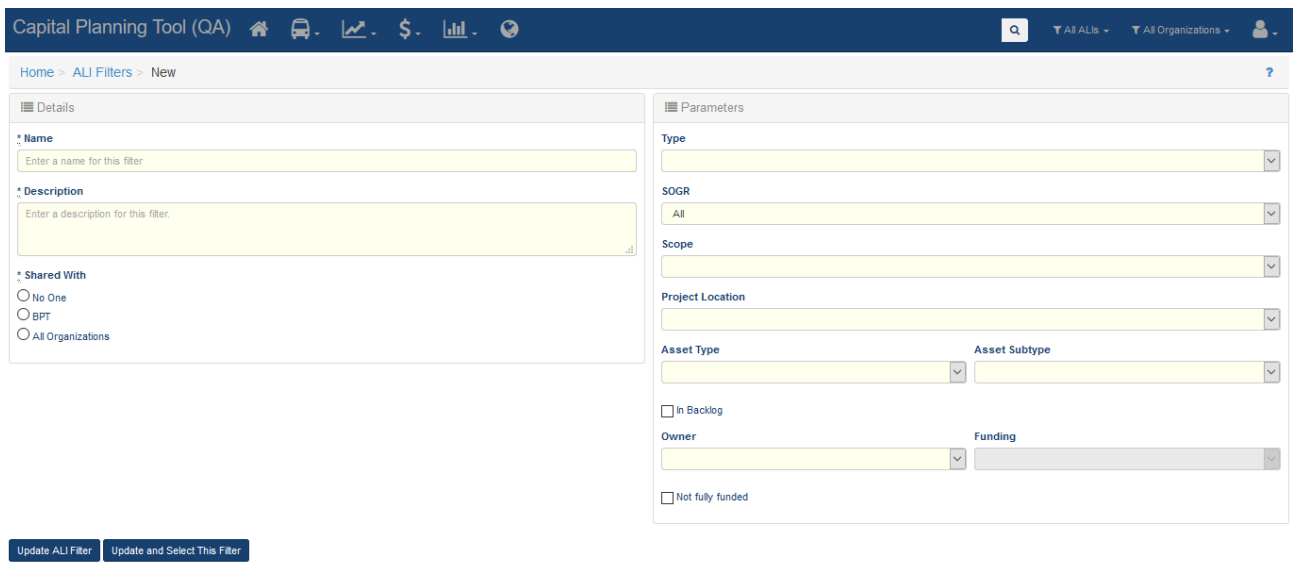 Capital Planning Tool (QA)
All ALIs
All Organizations
Home > ALI Filters > New
?
Details
* Name
Enter a name for this filter
* Description
Enter a description for this filter.
* Shared With
No One
BPT
All Organizations
Parameters
Type
SOGR
All
Scope
Project Location
Asset Type
Asset Subtype
In Backlog
Owner
Funding
Not fully funded
Update ALI Filter
Update and Select This Filter